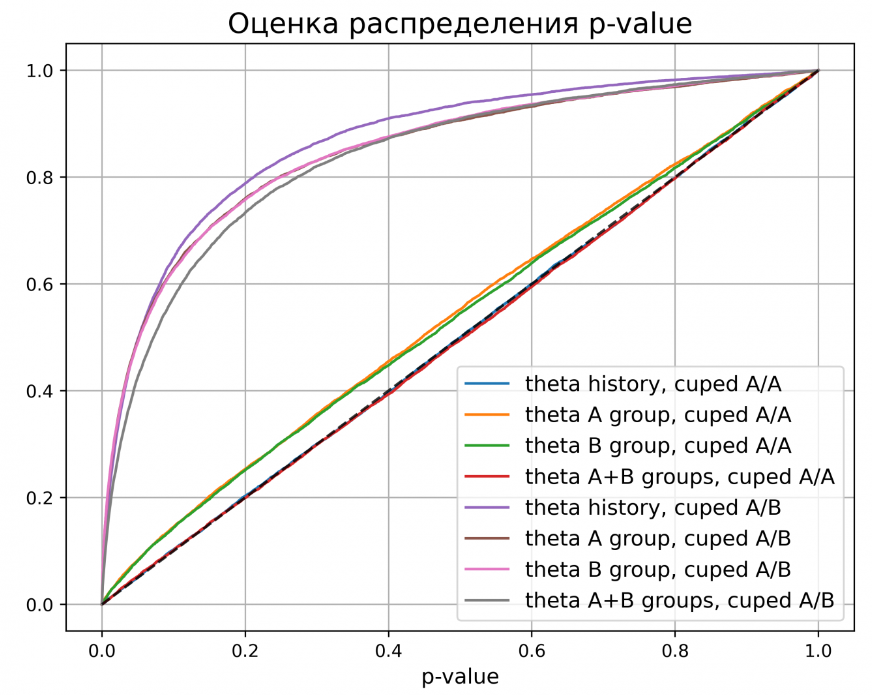 Оценка распределения p-value
1.0
0.8
0.6
0.4
0.2
0.0
theta history, cuped A/A
theta A group, cuped A/A
theta B group, cuped A/A
theta A+B groups, cuped A/A
theta history, cuped A/B
theta A group, cuped A/B
theta B group, cuped A/B
theta A+B groups, cuped A/B
0.0 0.2 0.4 0.6 0.8 1.0
p-value